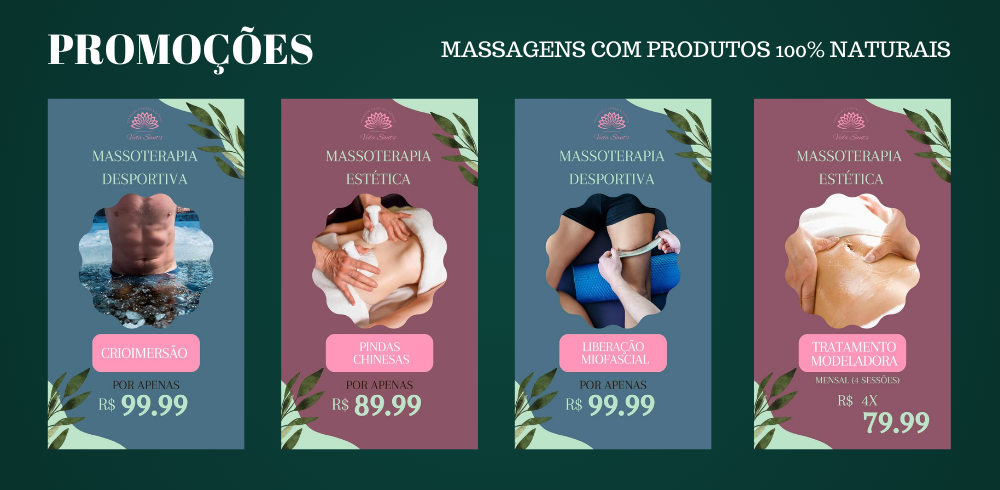 PROMOÇÕES
MASSAGENS COM PRODUTOS 100% NATURAIS
MASSOTERAPIA
DESPORTIVA
CRIOIMERSÃO
POR APENAS
R$ 99.99
MASSOTERAPIA
ESTÉTICA
PINDAS
CHINESAS
POR APENAS
R$ 89.99
MASSOTERAPIA
DESPORTIVA
LIBERAÇÃO
MIOFASCIAL
POR APENAS
R$ 99.99
MASSOTERAPIA
ESTÉTICA
TRATAMENTO
MODELADORA
MENSAL (4 SESSÕES)
R$ 4X
79.99